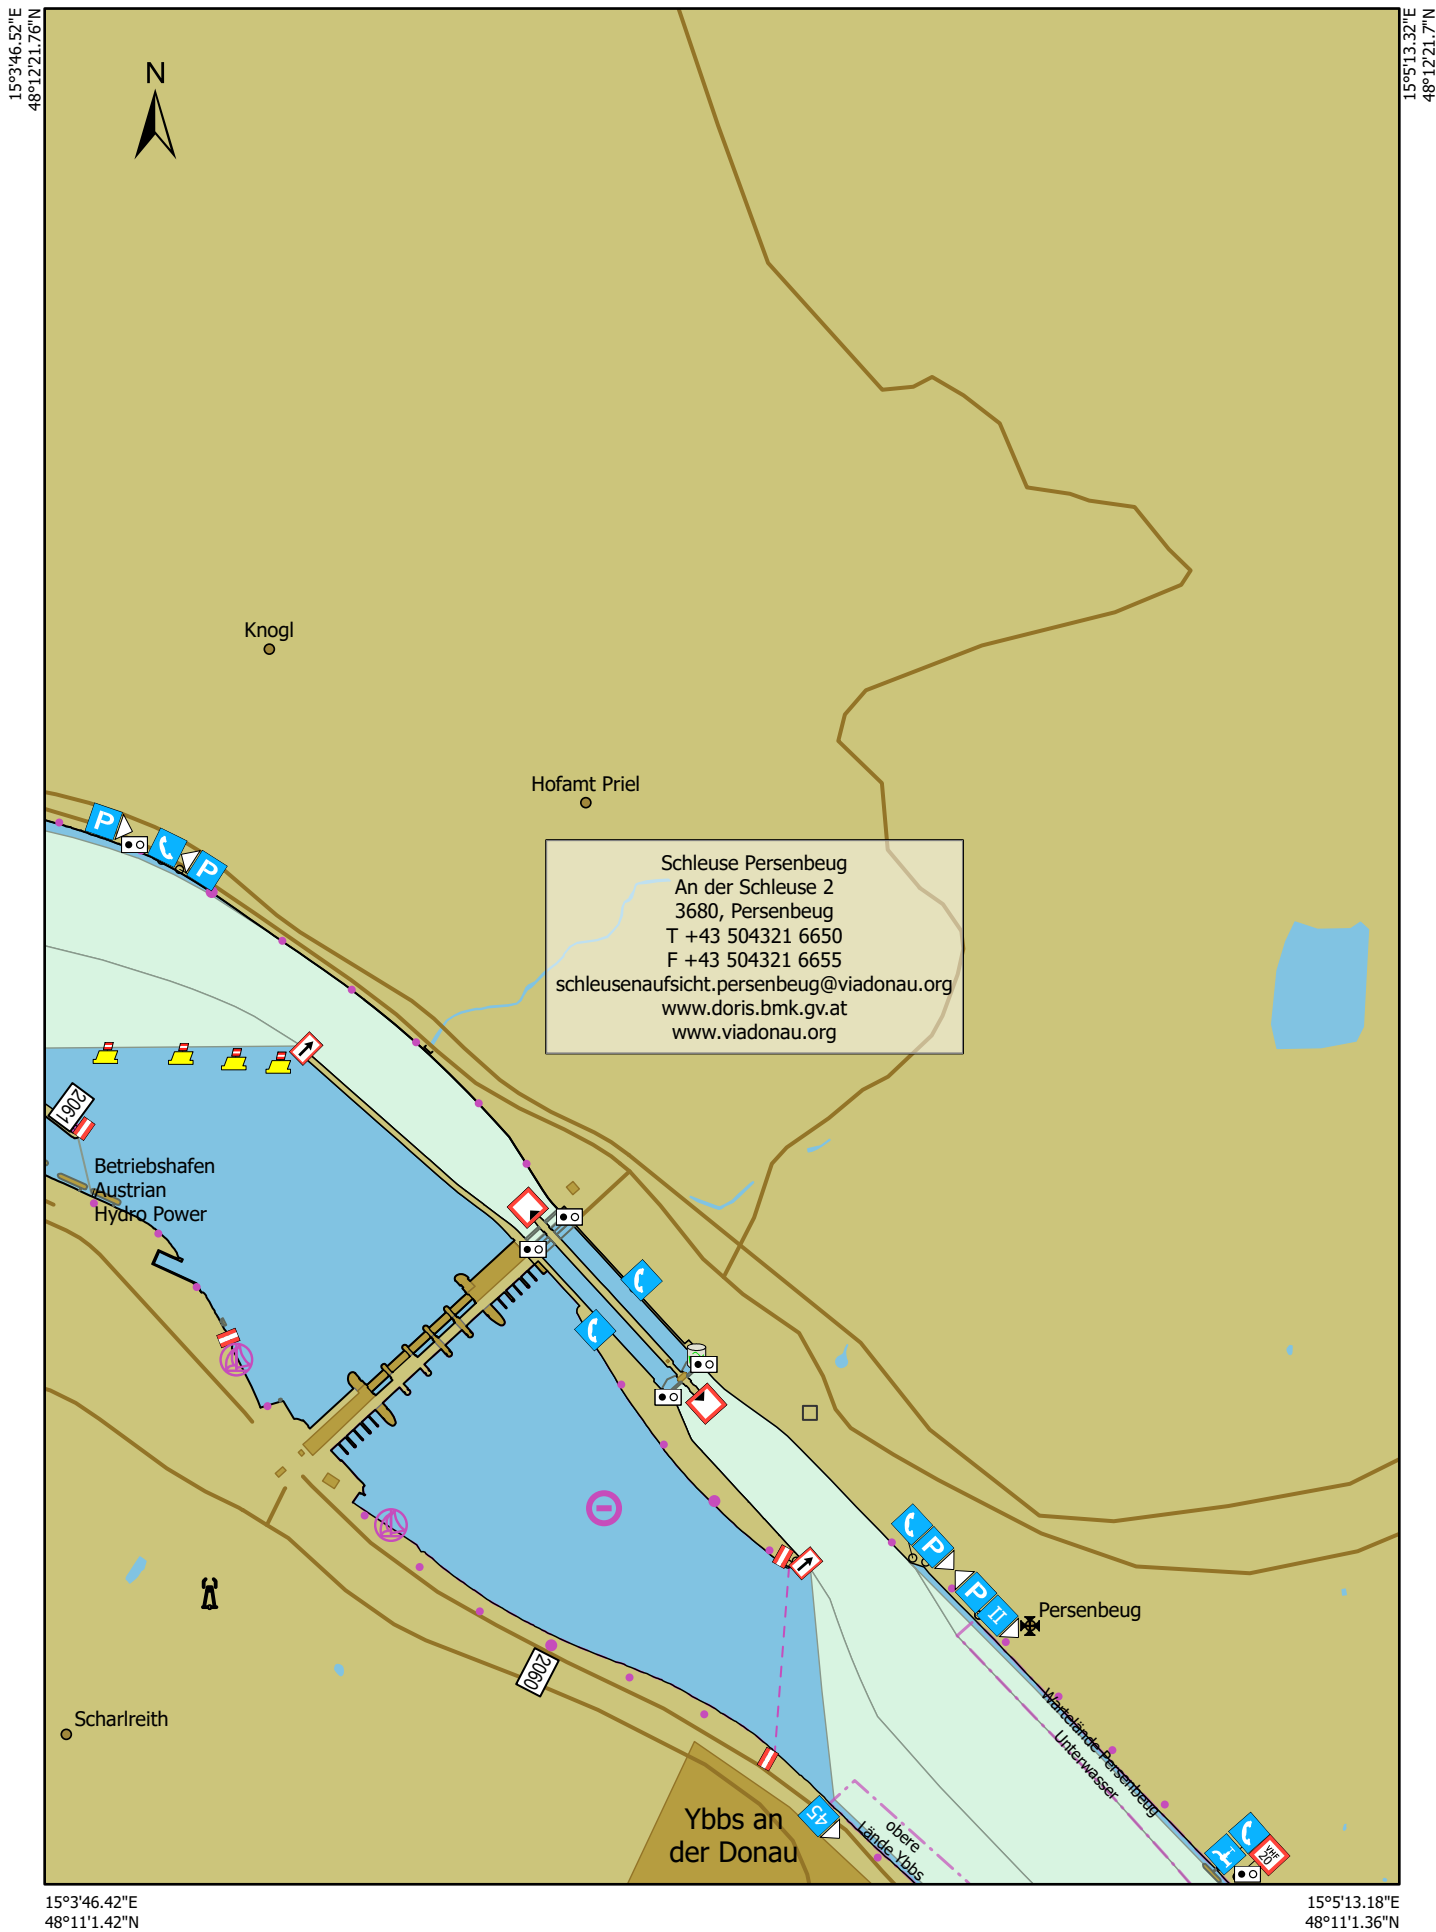 15°3'46.52"E
48°12'21.76"N
15°5'13.32"E
48°12'21.7"N
N
Knogl
Hofamt Priel
P
P
Schleuse Persenbeug
An der Schleuse 2
3680, Persenbeug
T +43 504321 6650
F +43 504321 6655
schleusenaufsicht.persenbeug@viadonau.org
www.doris.bmk.gv.at
www.viadonau.org
2061
Betriebshafen
Austrian
Hydro Power
P
P
II
Persenbeug
2060
Scharlreith
Wartelände Persenbeug
Unterwasser
Ybbs an
der Donau
45
obere
Lände Ybbs
VHF
20
15°3'46.42"E
48°11'1.42"N
15°5'13.18"E
48°11'1.36"N